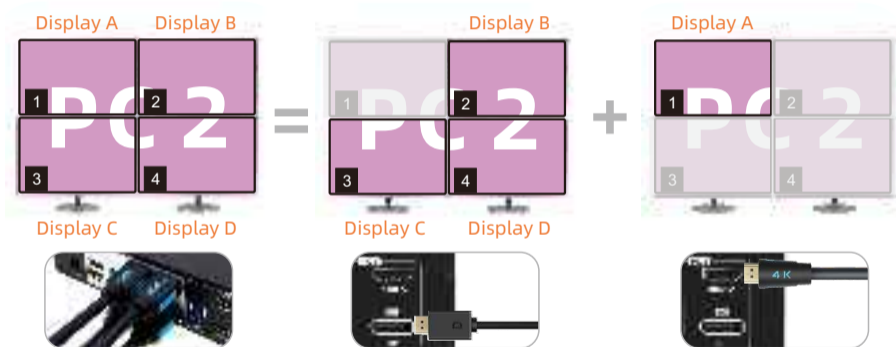 Display A Display B Display B Display A
1 2 1 2 1 2
PC 2 = PC 2 + PC 2
3 4 3 4 3 4
Display C Display D Display C Display D
4K